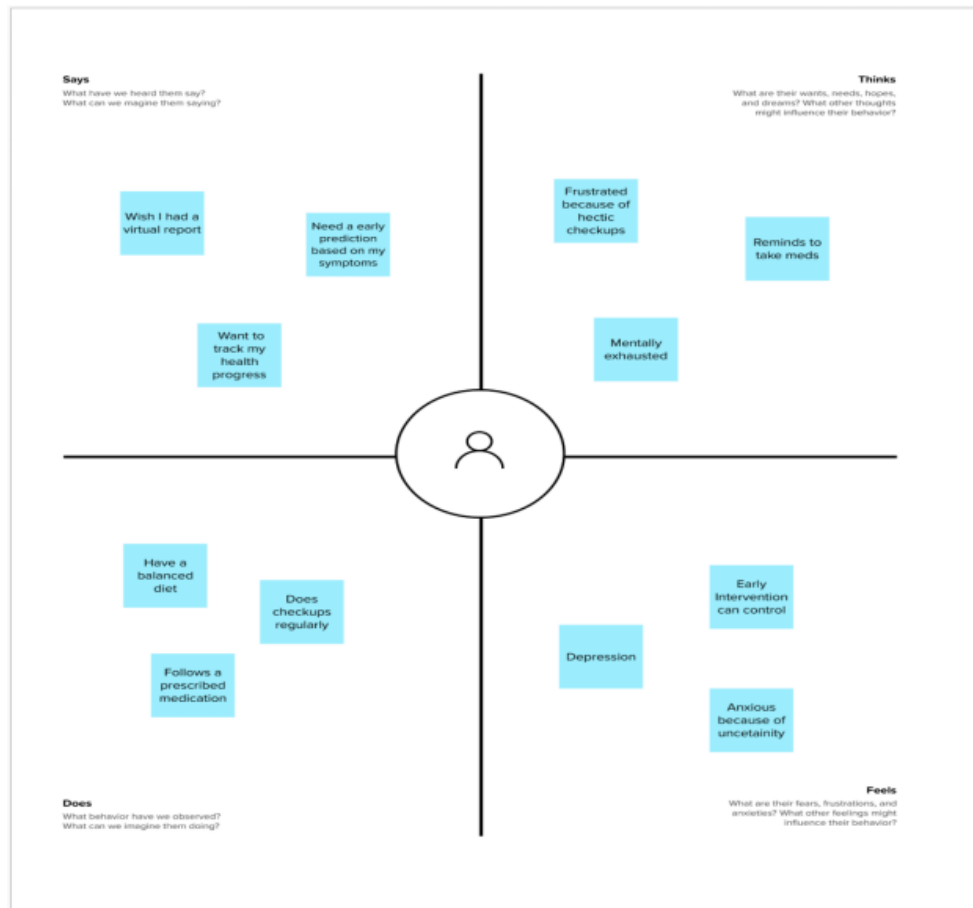 Says
What have we heard them say?
What can we magine them saying?
Thinks
What are their wants, needs, hopes,
and dreams? What other thoughts
might influence their behavior?
Wish I had a
virtual report
Need a early
prediction
based on my
symptoms
Want to
track my
health
progress
Frustrated
because of
hectic
checkups
Reminds to
take meds
Mentally
exhausted
Have a
balanced
diet
Does
checkups
regularly
Follows a
prescribed
medication
Early
Intervention
can control
Depression
Anxious
because of
uncetainity
Does
What behavior have we observed?
What can we imagine them doing?
Feels
What are their fears, frustrations, and
anxieties? What other feelings might
influence their behavior?